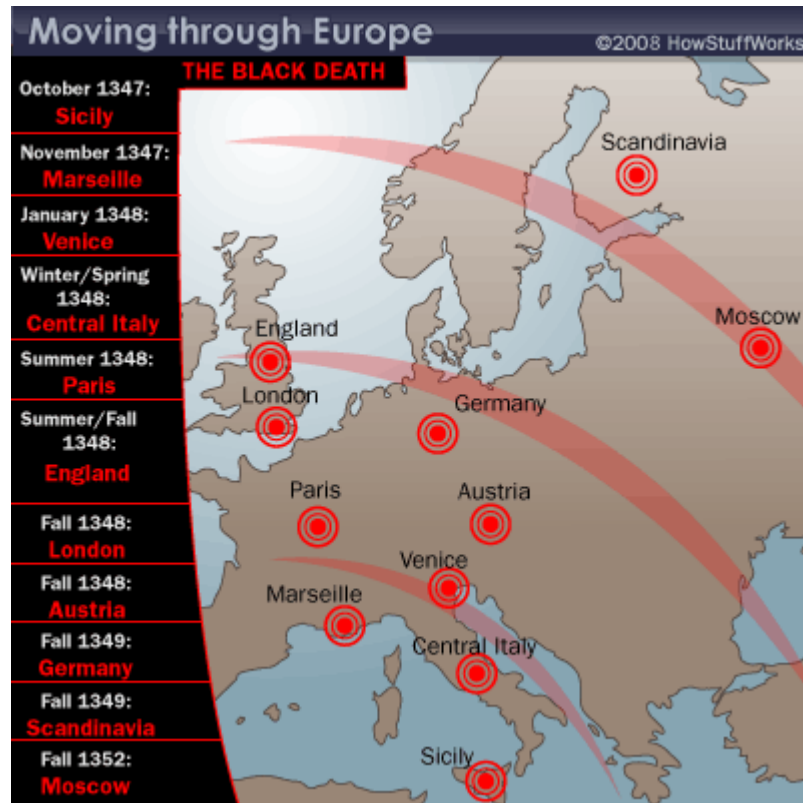 Moving through Europe
©2008 HowStuffWorks
THE BLACK DEATH
October 1347:
Sicily
November 1347:
Marseille
January 1348:
Venice
Winter/Spring
1348:
Central Italy
Summer 1348:
Paris
Summer/Fall
1348:
England
Fall 1348:
London
Fall 1348:
Austria
Fall 1349:
Germany
Fall 1349:
Scandinavia
Fall 1352:
Moscow
Scandinavia
Moscow
England
London
Germany
Paris
Austria
Venice
Marseille
Central Italy
Sicily